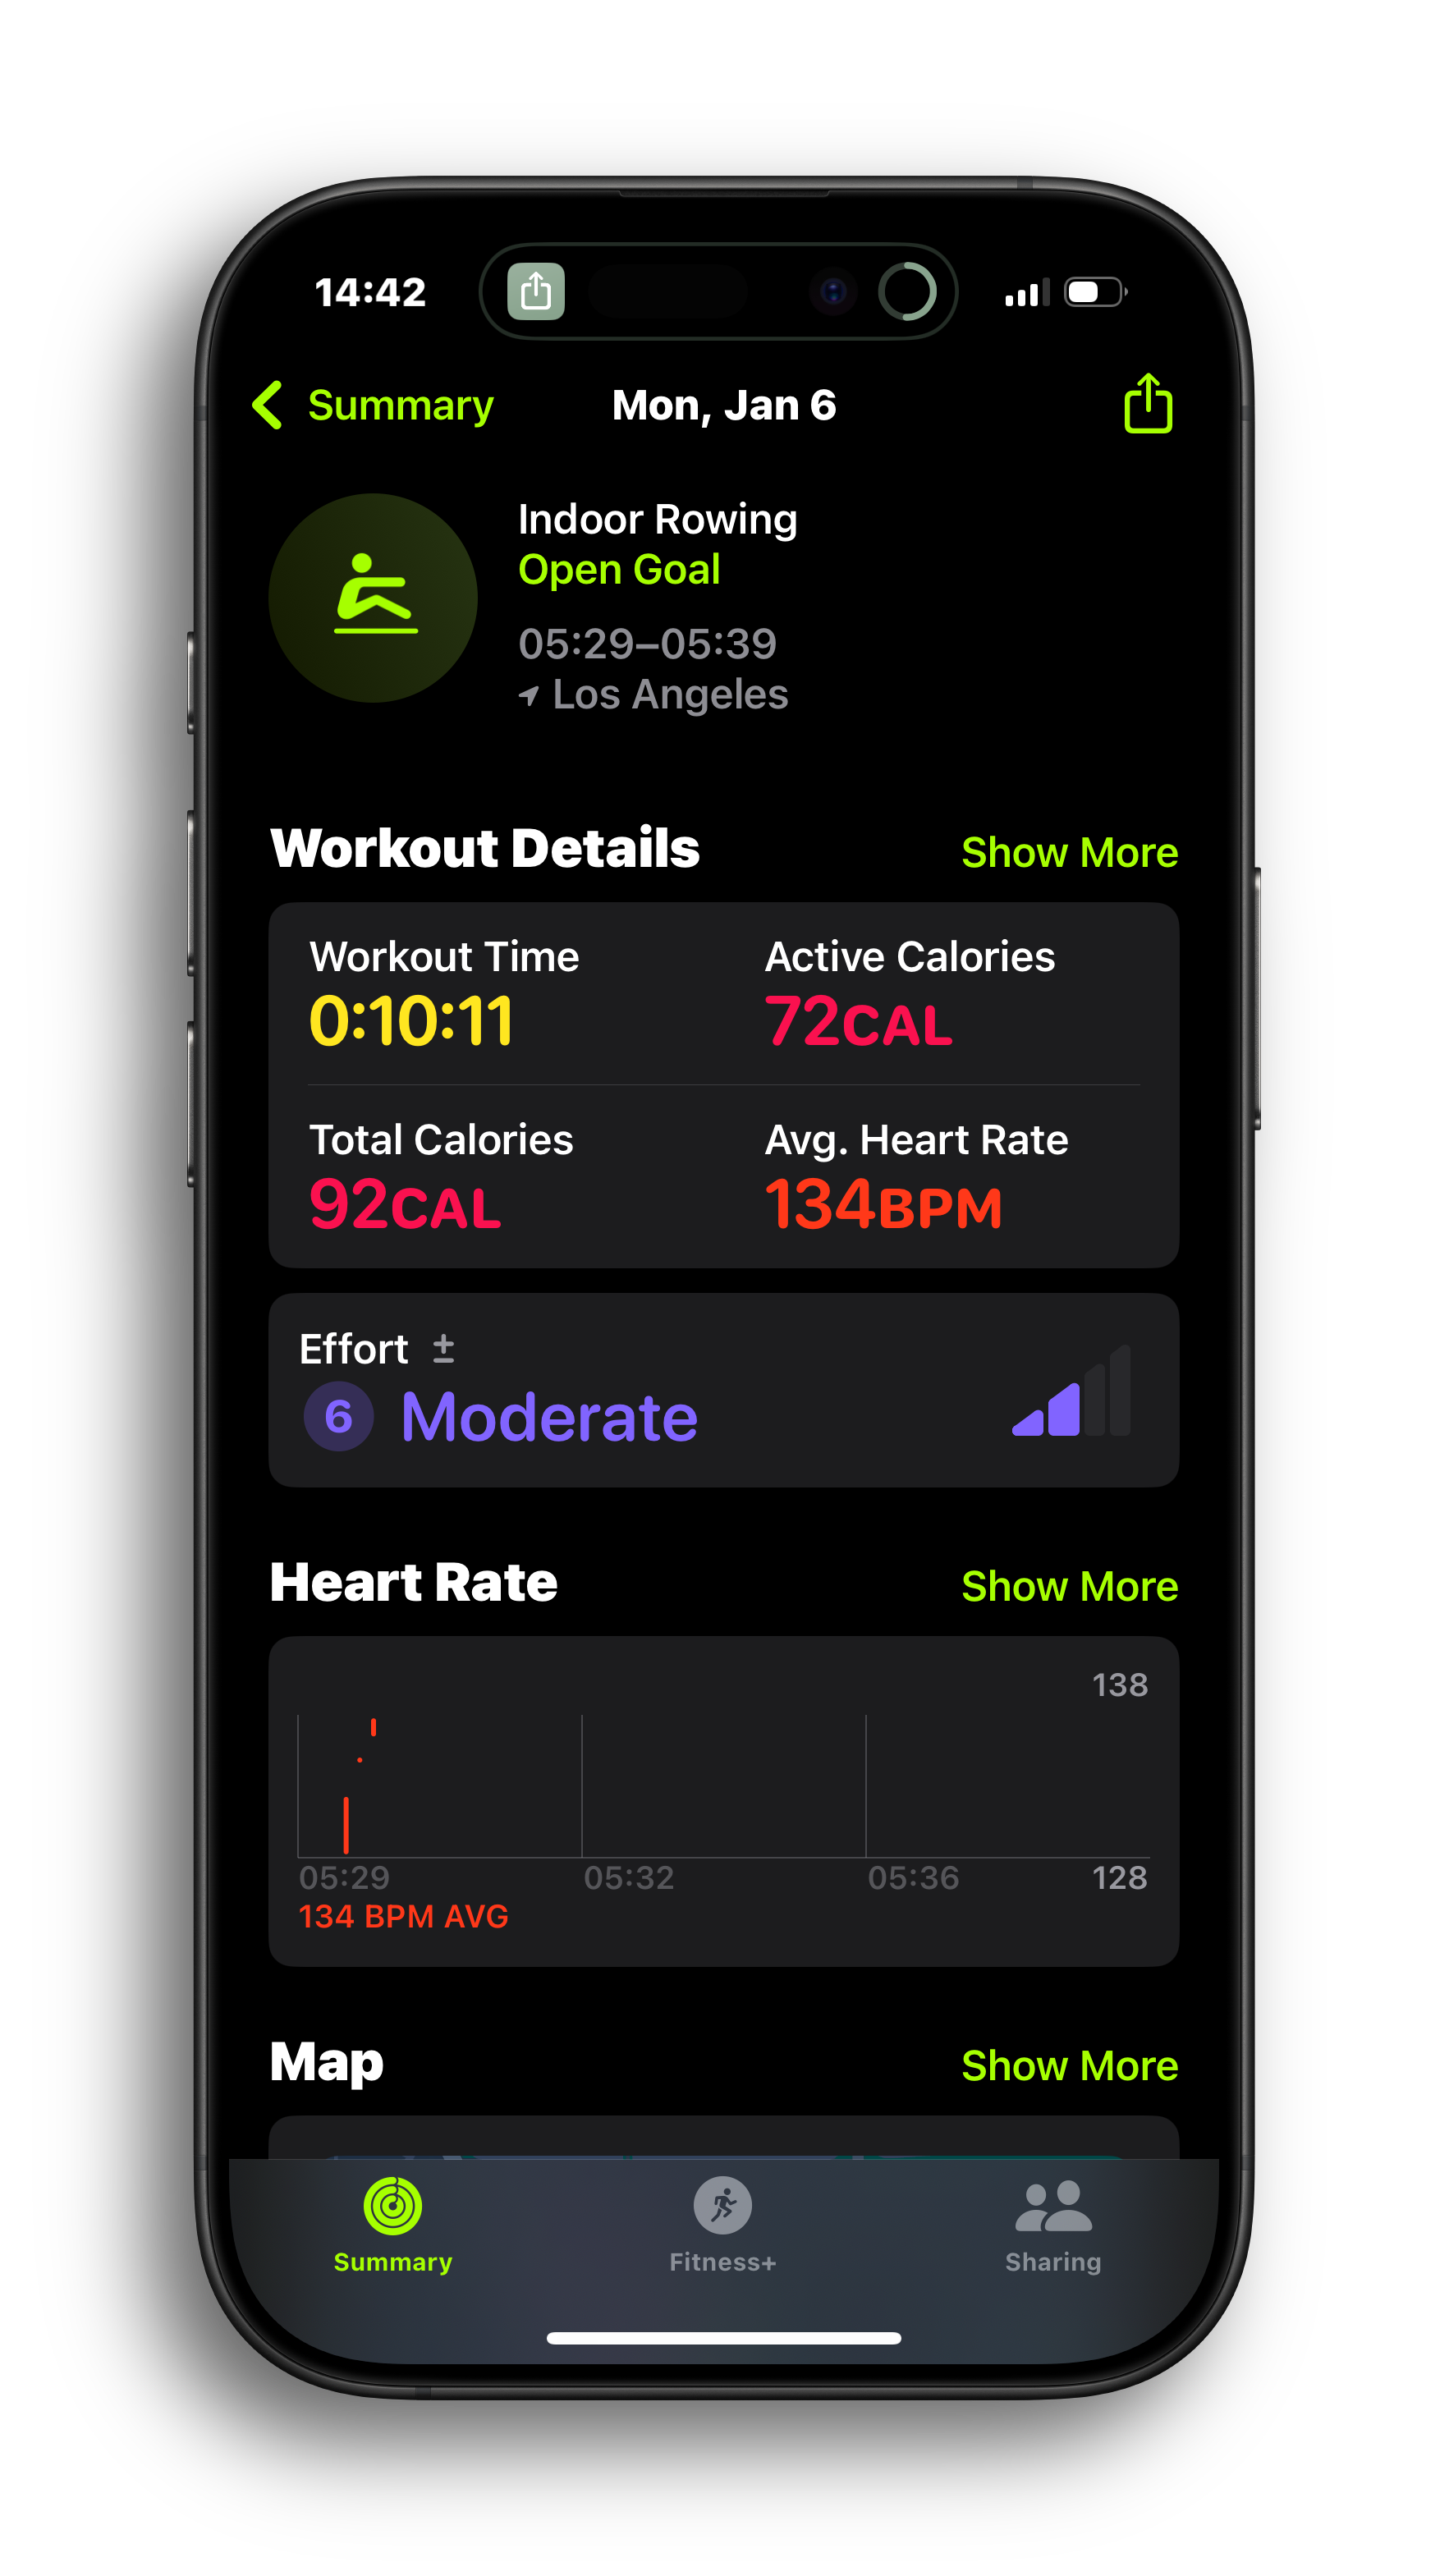 14:42
Summary
Mon, Jan 6
Indoor Rowing
Open Goal
05:29–05:39
Los Angeles
Workout Details
Show More
Workout Time
Active Calories
0:10:11
72CAL
Total Calories
Avg. Heart Rate
92CAL
134BPM
Effort ±
6 Moderate
Heart Rate
Show More
138
05:29 05:32 05:36 128
134 BPM AVG
Map
Show More
Summary
Fitness+
Sharing